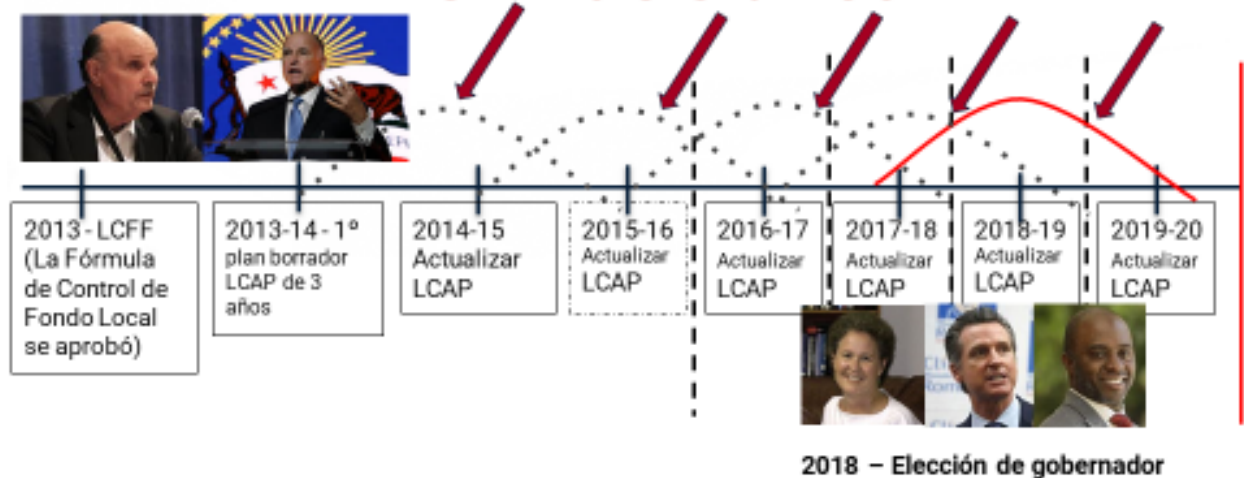 2013 - LCFF
(La Fórmula
de Control de
Fondo Local
se aprobó)
2013-14 - 1º
plan borrador
LCAP de 3
años
2014-15
Actualizar
LCAP
2015-16
Actualizar
LCAP
2016-17
Actualizar
LCAP
2017-18
Actualizar
LCAP
2018-19
Actualizar
LCAP
2019-20
Actualizar
LCAP
2018 – Elección de gobernador